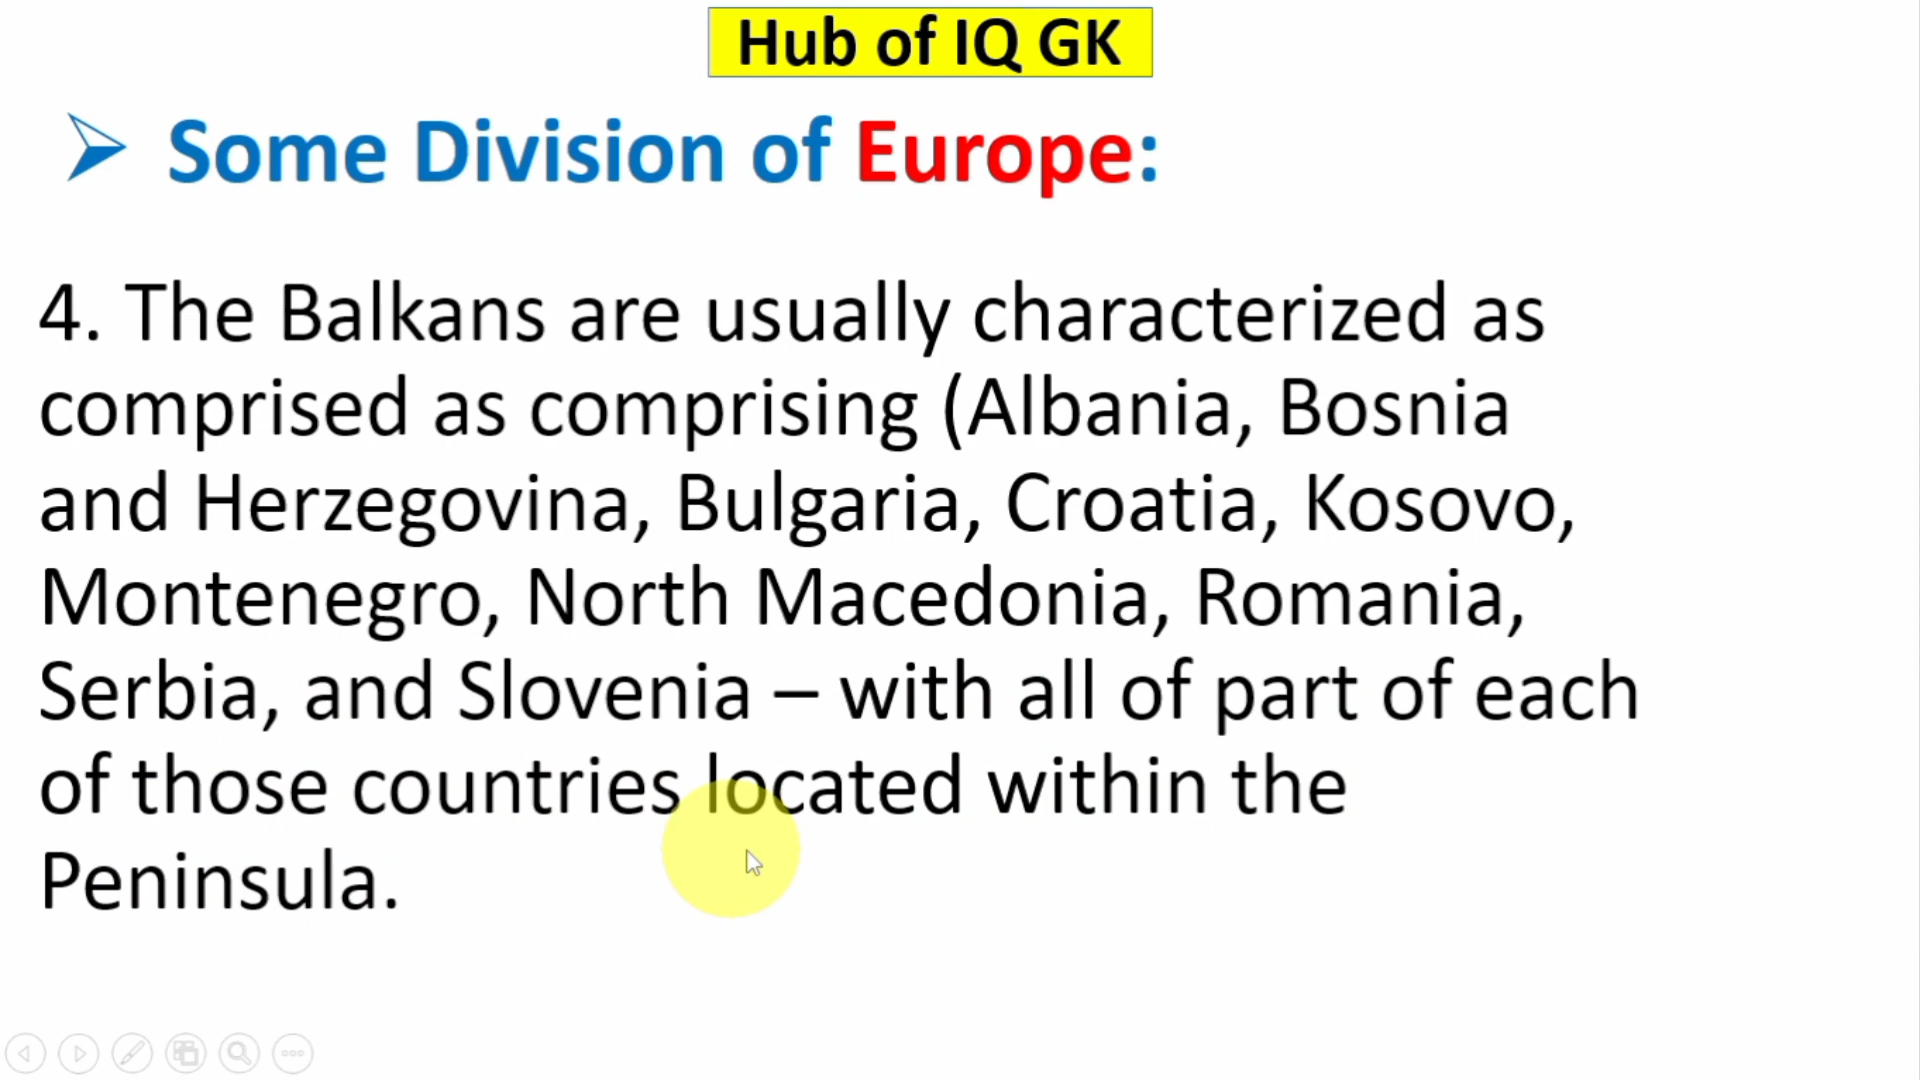 Hub of IQ GK
Some Division of Europe:
4. The Balkans are usually characterized as
comprised as comprising (Albania, Bosnia
and Herzegovina, Bulgaria, Croatia, Kosovo,
Montenegro, North Macedonia, Romania,
Serbia, and Slovenia – with all of part of each
of those countries located within the
Peninsula.